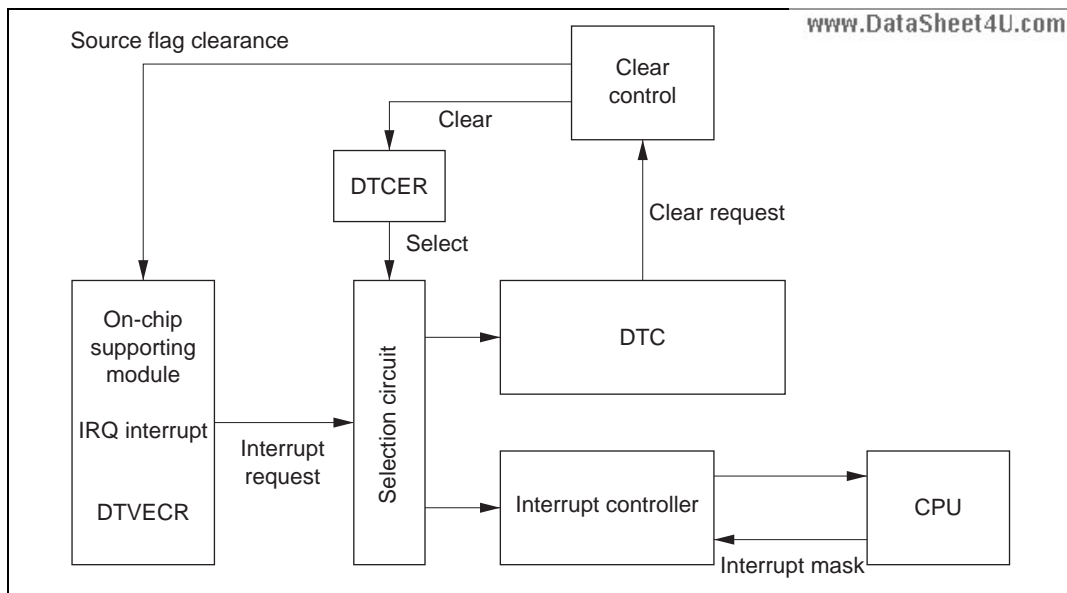 www.DataSheet4U.com
Source flag clearance
Clear
control
Clear
DTCER
Clear request
Select
On-chip
supporting
module
IRQ interrupt
DTVECR
Interrupt
request
Selection circuit
DTC
Interrupt controller
CPU
Interrupt mask